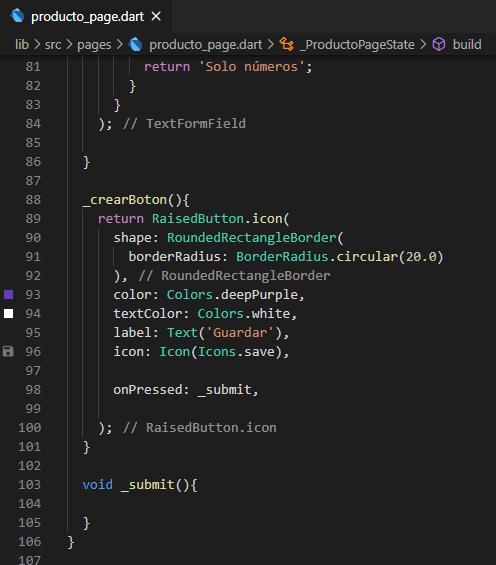 producto_page.dart ×
lib > src > pages > producto_page.dart > _ProductoPageState > build
81 return 'Solo números';
82 }
83 }
84 ); // TextFormField
85
86 }
87
88 _crearBoton(){
89 return RaisedButton.icon(
90 shape: RoundedRectangleBorder(
91 borderRadius: BorderRadius.circular(20.0)
92 ), // RoundedRectangleBorder
93 color: Colors.deepPurple,
94 textColor: Colors.white,
95 label: Text('Guardar'),
96 icon: Icon(Icons.save),
97
98 onPressed: _submit,
99
100 ); // RaisedButton.icon
101 }
102
103 void _submit(){
104
105 }
106 }
107